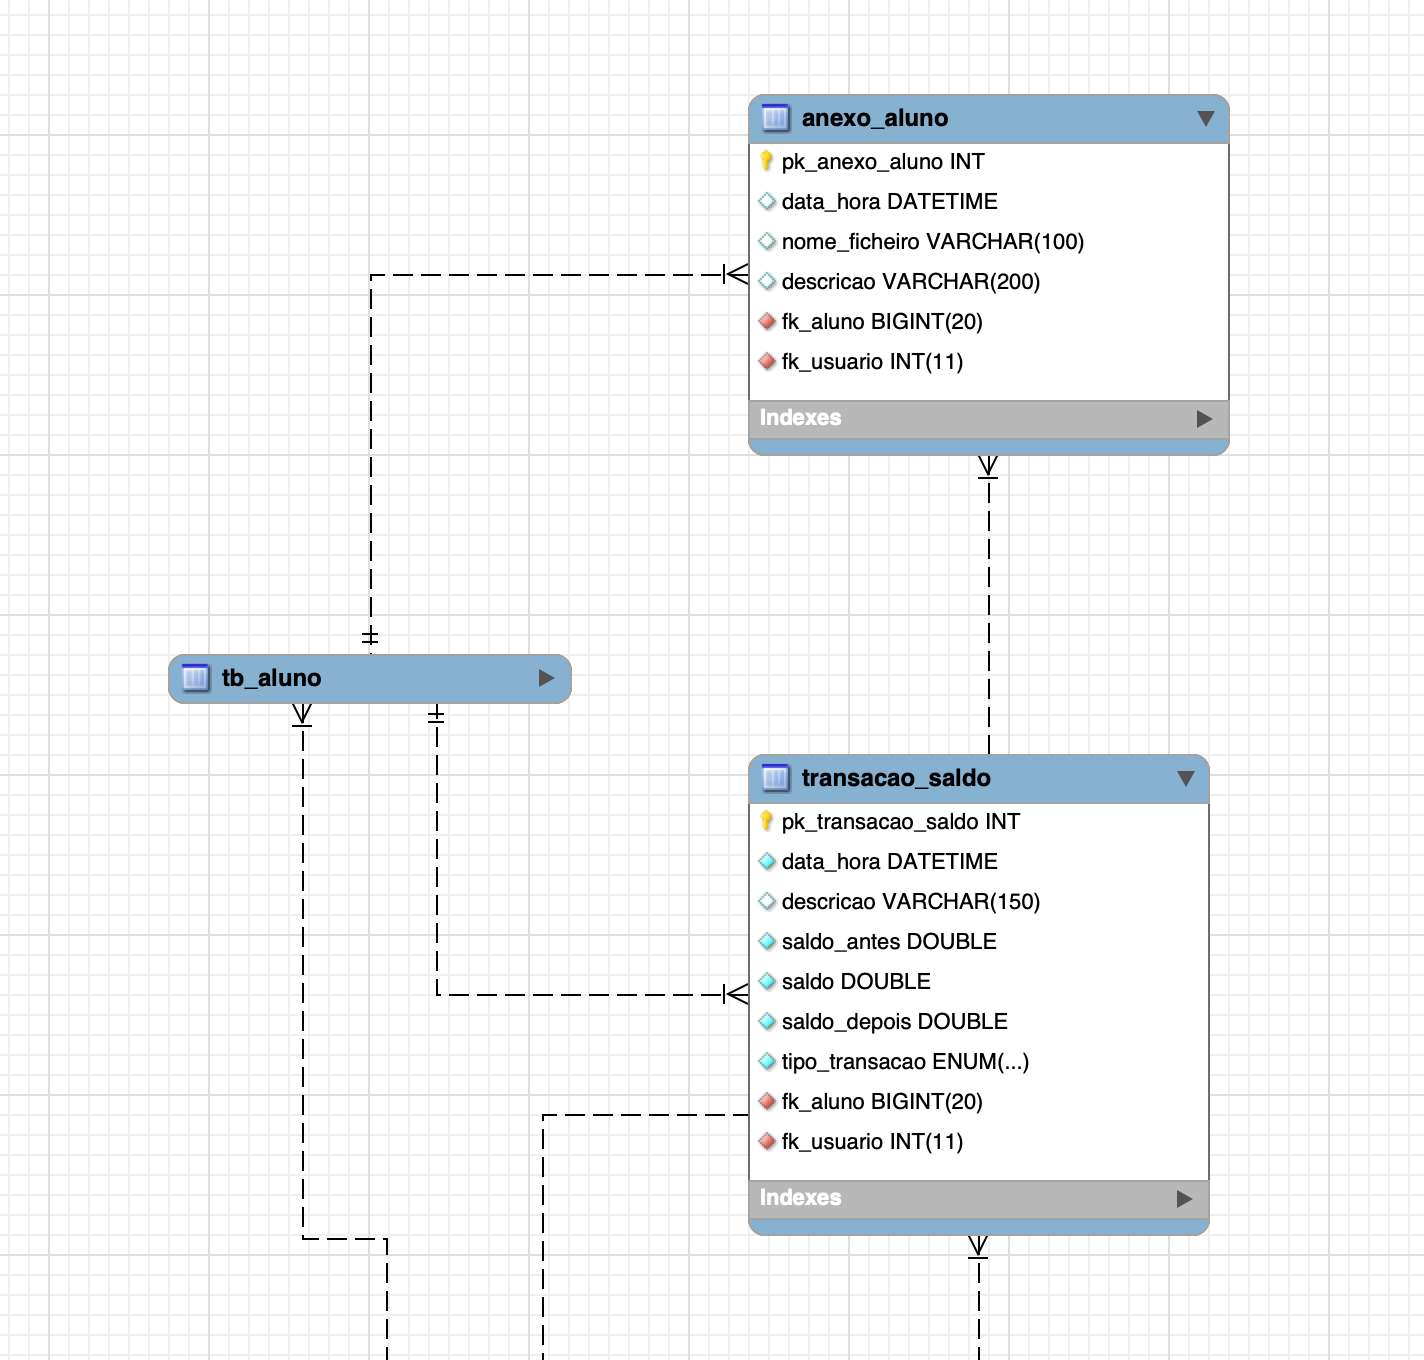 anexo_aluno
pk_anexo_aluno INT
data_hora DATETIME
nome_ficheiro VARCHAR(100)
descricao VARCHAR(200)
fk_aluno BIGINT(20)
fk_usuario INT(11)
Indexes
tb_aluno
transacao_saldo
pk_transacao_saldo INT
data_hora DATETIME
descricao VARCHAR(150)
saldo_antes DOUBLE
saldo DOUBLE
saldo_depois DOUBLE
tipo_transacao ENUM(...)
fk_aluno BIGINT(20)
fk_usuario INT(11)
Indexes